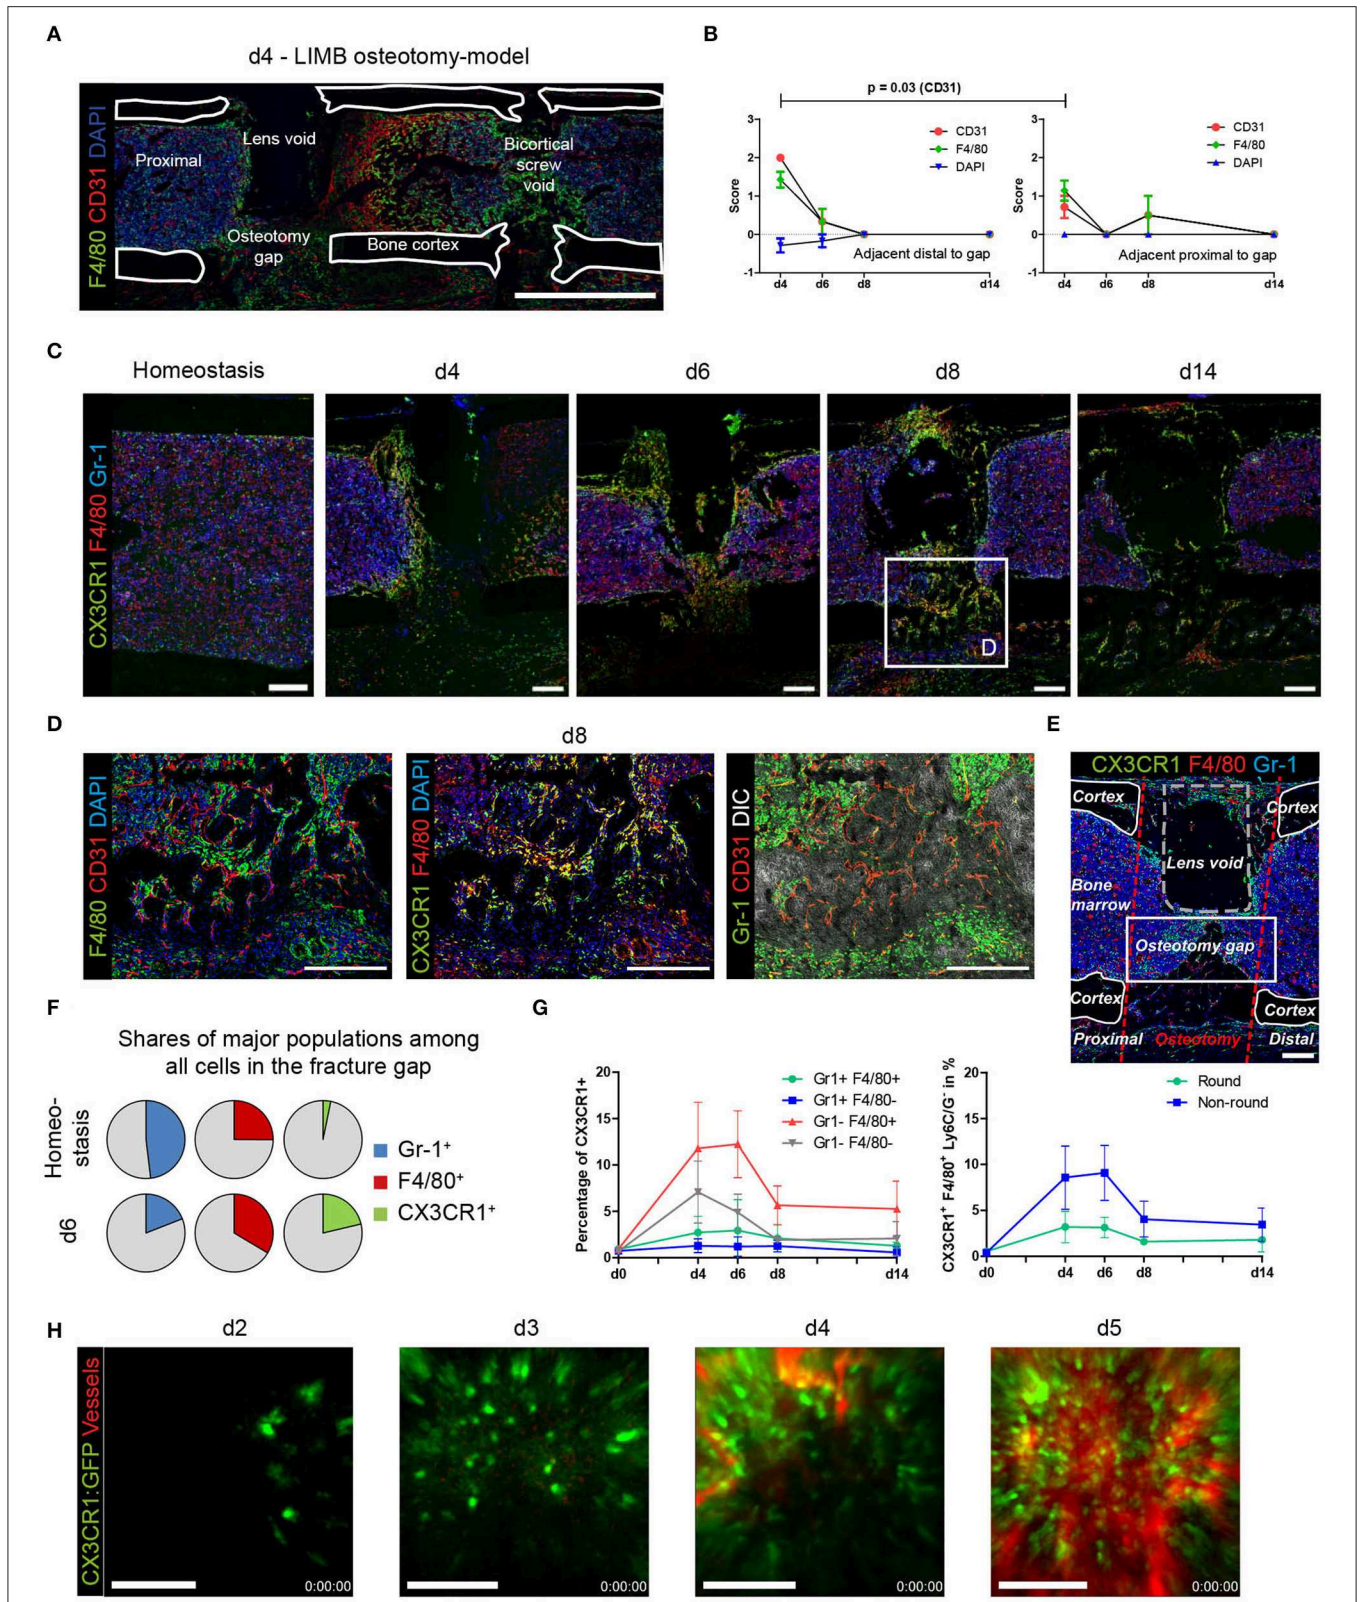 A
d4 - LIMB osteotomy-model
F4/80 CD31 DAPI
Proximal
Lens void
Bicortical
screw
void
Osteotomy
gap
Bone cortex
B
p = 0.03 (CD31)
Score
3
2
1
0
-1
CD31
F4/80
DAPI
Adjacent distal to gap
d4 d6 d8 d14
Score
3
2
1
0
-1
CD31
F4/80
DAPI
Adjacent proximal to gap
d4 d6 d8 d14
C
Homeostasis d4 d6 d8 d14
CX3CR1 F4/80 Gr-1
D
D
d8
F4/80 CD31 DAPI
CX3CR1 F4/80 DAPI
Gr-1 CD31 DIC
E
CX3CR1 F4/80 Gr-1
Cortex
Cortex
Lens void
Bone
marrow
Osteotomy gap
Cortex
Cortex
Proximal Osteotomy Distal
F
Shares of major populations among
all cells in the fracture gap
Homeo-
stasis
d6
Gr-1⁺
F4/80⁺
CX3CR1⁺
G
Percentage of CX3CR1+
20
15
10
5
0
Gr1+ F4/80+
Gr1+ F4/80-
Gr1- F4/80+
Gr1- F4/80-
d0 d4 d6 d8 d14
CX3CR1⁺ F4/80⁺ Ly6C/G⁻ in %
20
15
10
5
0
Round
Non-round
d0 d4 d6 d8 d14
H
d2 d3 d4 d5
CX3CR1:GFP Vessels
0:00:00
0:00:00
0:00:00
0:00:00